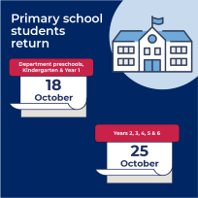 Primary school
students
return
Department preschools,
Kindergarten & Year 1
18
October
Years 2, 3, 4, 5 & 6
25
October